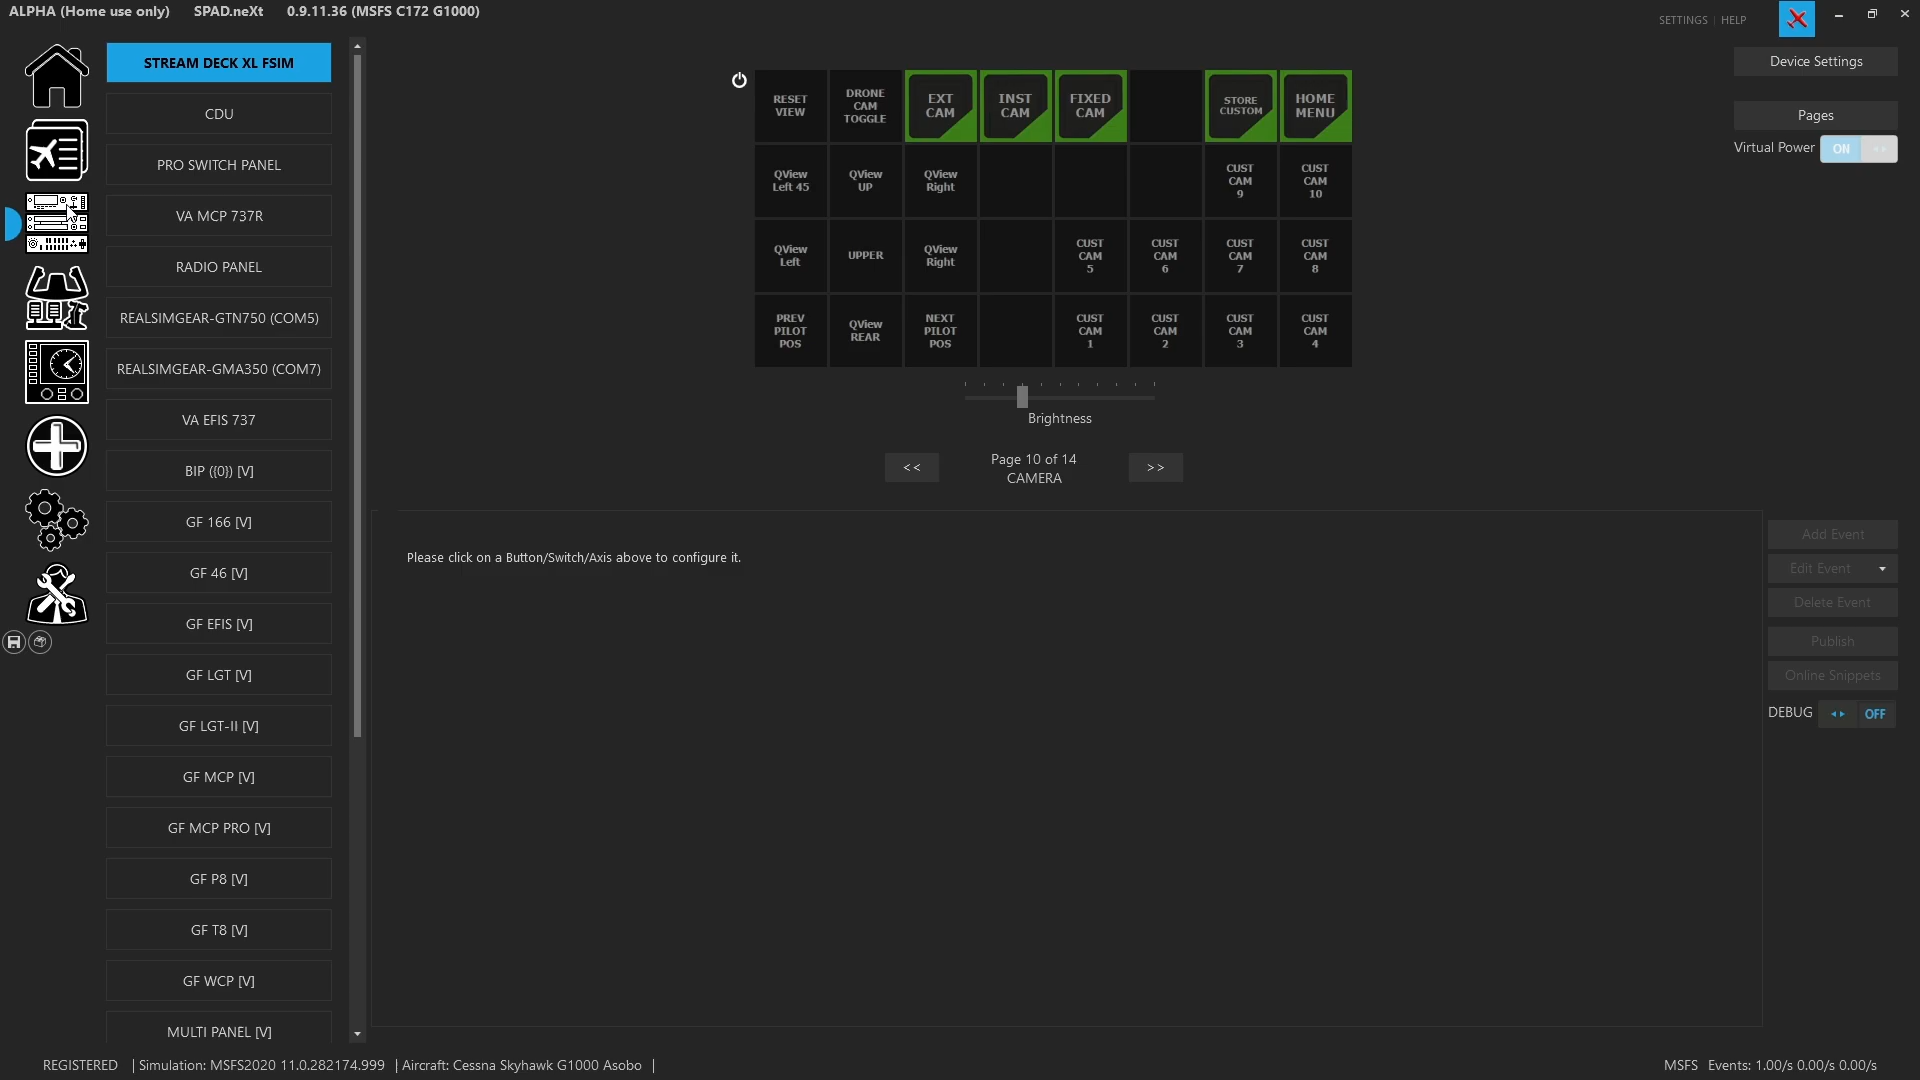 ALPHA (Home use only) SPAD.neXt 0.9.11.36 (MSFS C172 G1000)
SETTINGS | HELP
STREAM DECK XL FSIM
CDU
PRO SWITCH PANEL
VA MCP 737R
RADIO PANEL
REALSIMGEAR-GTN750 (COM5)
REALSIMGEAR-GMA350 (COM7)
VA EFIS 737
BIP ({0}) [V]
GF 166 [V]
GF 46 [V]
GF EFIS [V]
GF LGT [V]
GF LGT-II [V]
GF MCP [V]
GF MCP PRO [V]
GF P8 [V]
GF T8 [V]
GF WCP [V]
MULTI PANEL [V]
RESET
VIEW
DRONE
CAM
TOGGLE
EXT
CAM
INST
CAM
FIXED
CAM
STORE
CUSTOM
HOME
MENU
QView
Left 45
QView
UP
QView
Right
CUST
CAM
9
CUST
CAM
10
QView
Left
UPPER
QView
Right
CUST
CAM
5
CUST
CAM
6
CUST
CAM
7
CUST
CAM
8
PREV
PILOT
POS
QView
REAR
NEXT
PILOT
POS
CUST
CAM
1
CUST
CAM
2
CUST
CAM
3
CUST
CAM
4
Brightness
<< Page 10 of 14 >>
CAMERA
Device Settings
Pages
Virtual Power ON
Please click on a Button/Switch/Axis above to configure it.
Add Event
Edit Event
Delete Event
Publish
Online Snippets
DEBUG OFF
REGISTERED | Simulation: MSFS2020 11.0.282174.999 | Aircraft: Cessna Skyhawk G1000 Asobo |
MSFS Events: 1.00/s 0.00/s 0.00/s